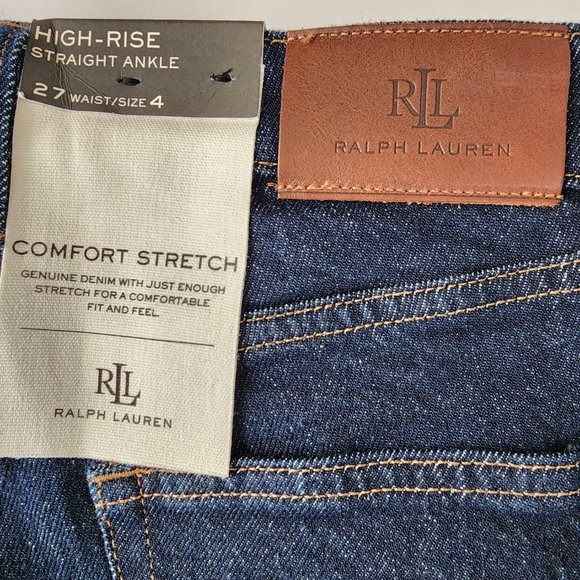 HIGH-RISE
STRAIGHT ANKLE
27 WAIST/SIZE 4
COMFORT STRETCH
GENUINE DENIM WITH JUST ENOUGH
STRETCH FOR A COMFORTABLE
FIT AND FEEL.
RLL
RALPH LAUREN
RLL
RALPH LAUREN